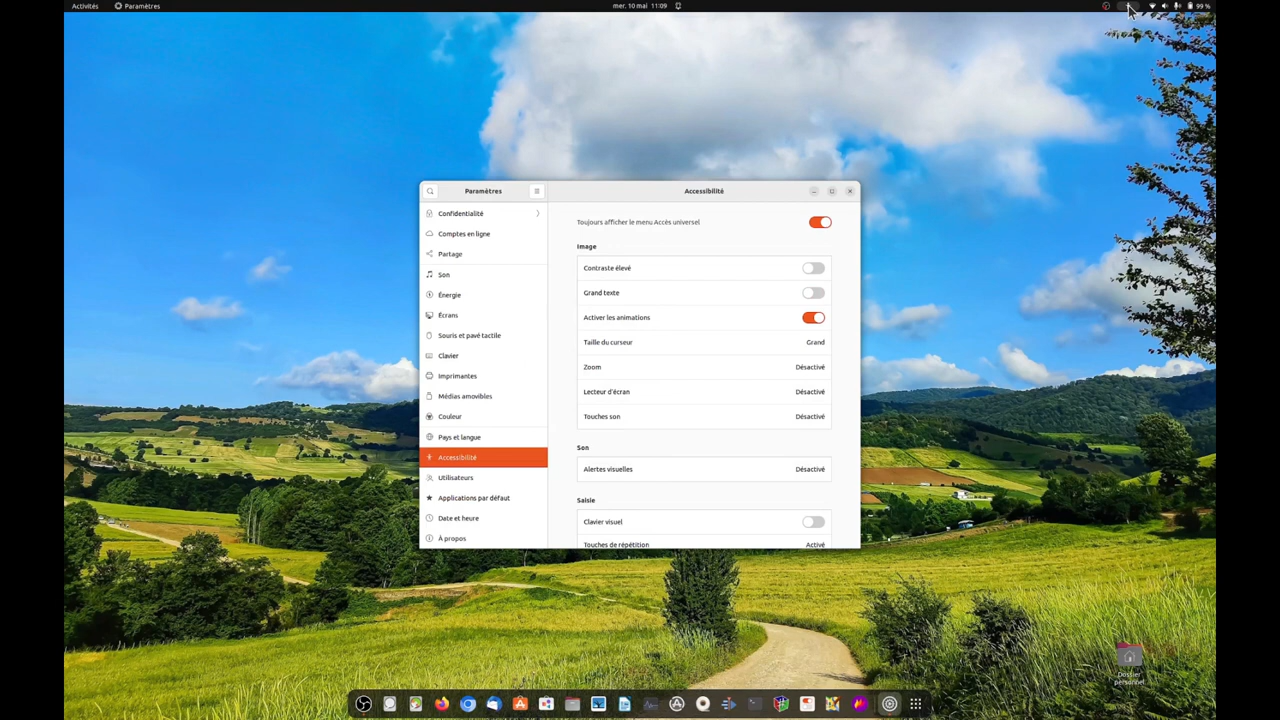 Activités
Paramètres
mer. 10 mai 11:09
99 %
Paramètres
Accessibilité
Confidentialité
Comptes en ligne
Partage
Son
Énergie
Écrans
Souris et pavé tactile
Clavier
Imprimantes
Médias amovibles
Couleur
Pays et langue
Accessibilité
Utilisateurs
Applications par défaut
Date et heure
À propos
Toujours afficher le menu Accès universel
Image
Contraste élevé
Grand texte
Activer les animations
Taille du curseur Grand
Zoom Désactivé
Lecteur d'écran Désactivé
Touches son Désactivé
Son
Alertes visuelles Désactivé
Saisie
Clavier visuel
Touches de répétition Activé
Dossier
personnel